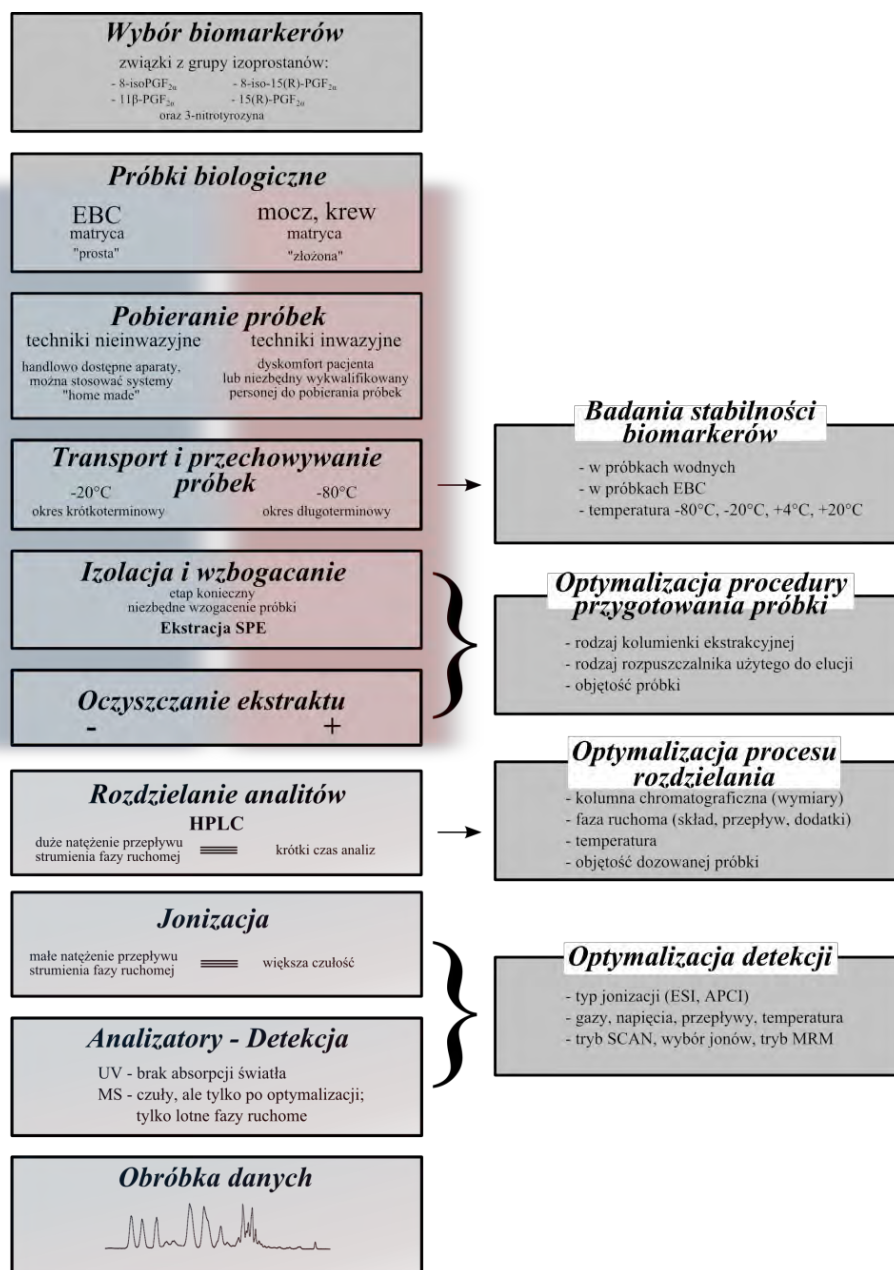 Wybór biomarkerów
związki z grupy izoprostanów:
- 8-isoPGF₂α - 8-iso-15(R)-PGF₂α
- 11β-PGF₂α - 15(R)-PGF₂α
oraz 3-nitrotyrozyna
Próbki biologiczne
EBC
matryca
"prosta"
mocz, krew
matryca
"złożona"
Pobieranie próbek
techniki nieinwazyjne
handlowo dostępne aparaty,
można stosować systemy
"home made"
techniki inwazyjne
dyskomfort pacjenta
lub niezbędny wykwalifikowany
personej do pobierania próbek
Transport i przechowywanie
próbek
-20°C
okres krótkoterminowy
-80°C
okres długoterminowy
Badania stabilności
biomarkerów
- w próbkach wodnych
- w próbkach EBC
- temperatura -80°C, -20°C, +4°C, +20°C
Izolacja i wzbogacanie
etap konieczny
niezbędne wzogacenie próbki
Ekstracja SPE
Oczyszczanie ekstraktu
- +
Optymalizacja procedury
przygotowania próbki
- rodzaj kolumienki ekstrakcyjnej
- rodzaj rozpuszczalnika użytego do elucji
- objętość próbki
Rozdzielanie analitów
HPLC
duże natężenie przepływu
strumienia fazy ruchomej
krótki czas analiz
Optymalizacja procesu
rozdzielania
- kolumna chromatograficzna (wymiary)
- faza ruchoma (skład, przepływ, dodatki)
- temperatura
- objętość dozowanej próbki
Jonizacja
małe natężenie przepływu
strumienia fazy ruchomej
większa czułość
Analizatory - Detekcja
UV - brak absorpcji światła
MS - czuły, ale tylko po optymalizacji;
tylko lotne fazy ruchome
Optymalizacja detekcji
- typ jonizacji (ESI, APCI)
- gazy, napięcia, przepływy, temperatura
- tryb SCAN, wybór jonów, tryb MRM
Obróbka danych